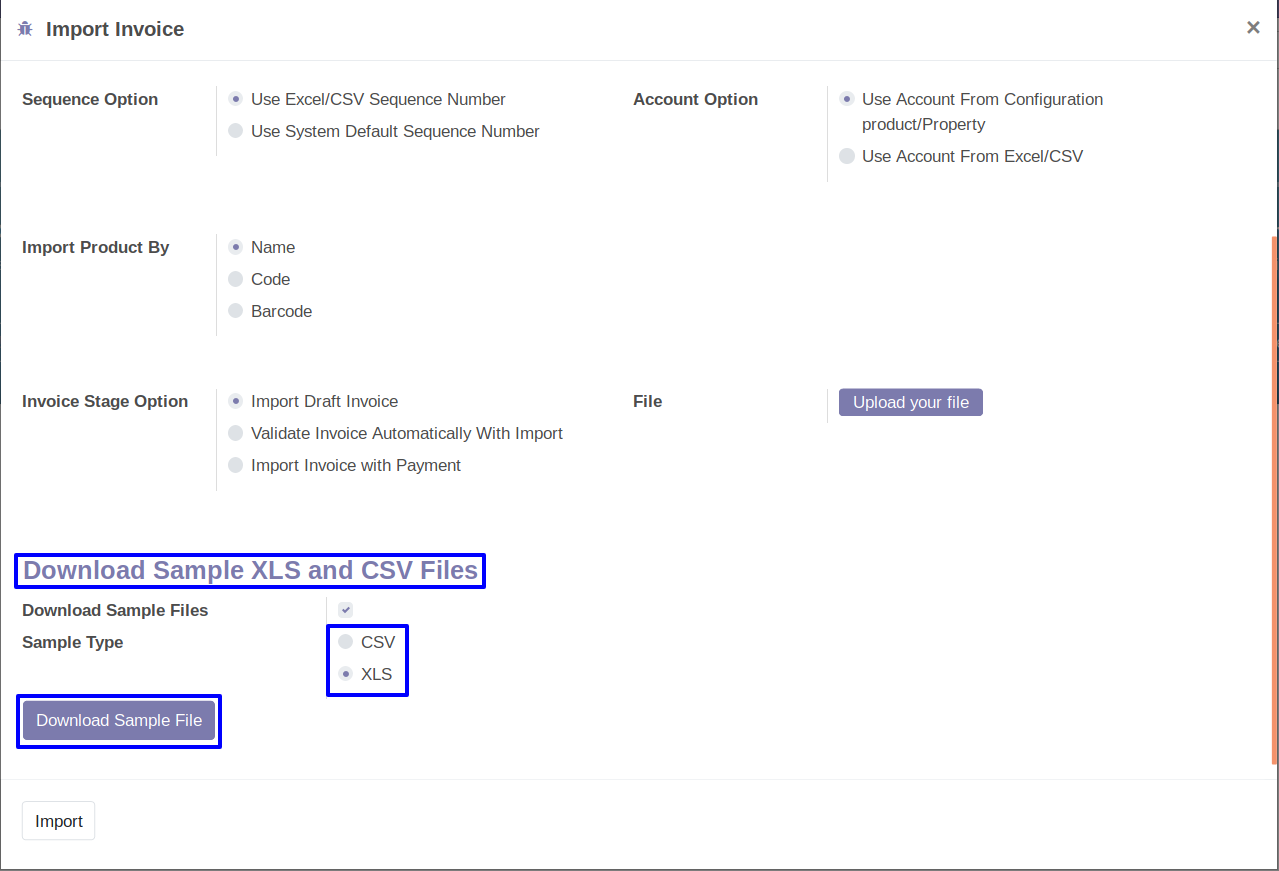 Import Invoice
×
Sequence Option
Use Excel/CSV Sequence Number
Use System Default Sequence Number
Account Option
Use Account From Configuration
product/Property
Use Account From Excel/CSV
Import Product By
Name
Code
Barcode
Invoice Stage Option
Import Draft Invoice
Validate Invoice Automatically With Import
Import Invoice with Payment
File
Upload your file
Download Sample XLS and CSV Files
Download Sample Files
Sample Type
CSV
XLS
Download Sample File
Import